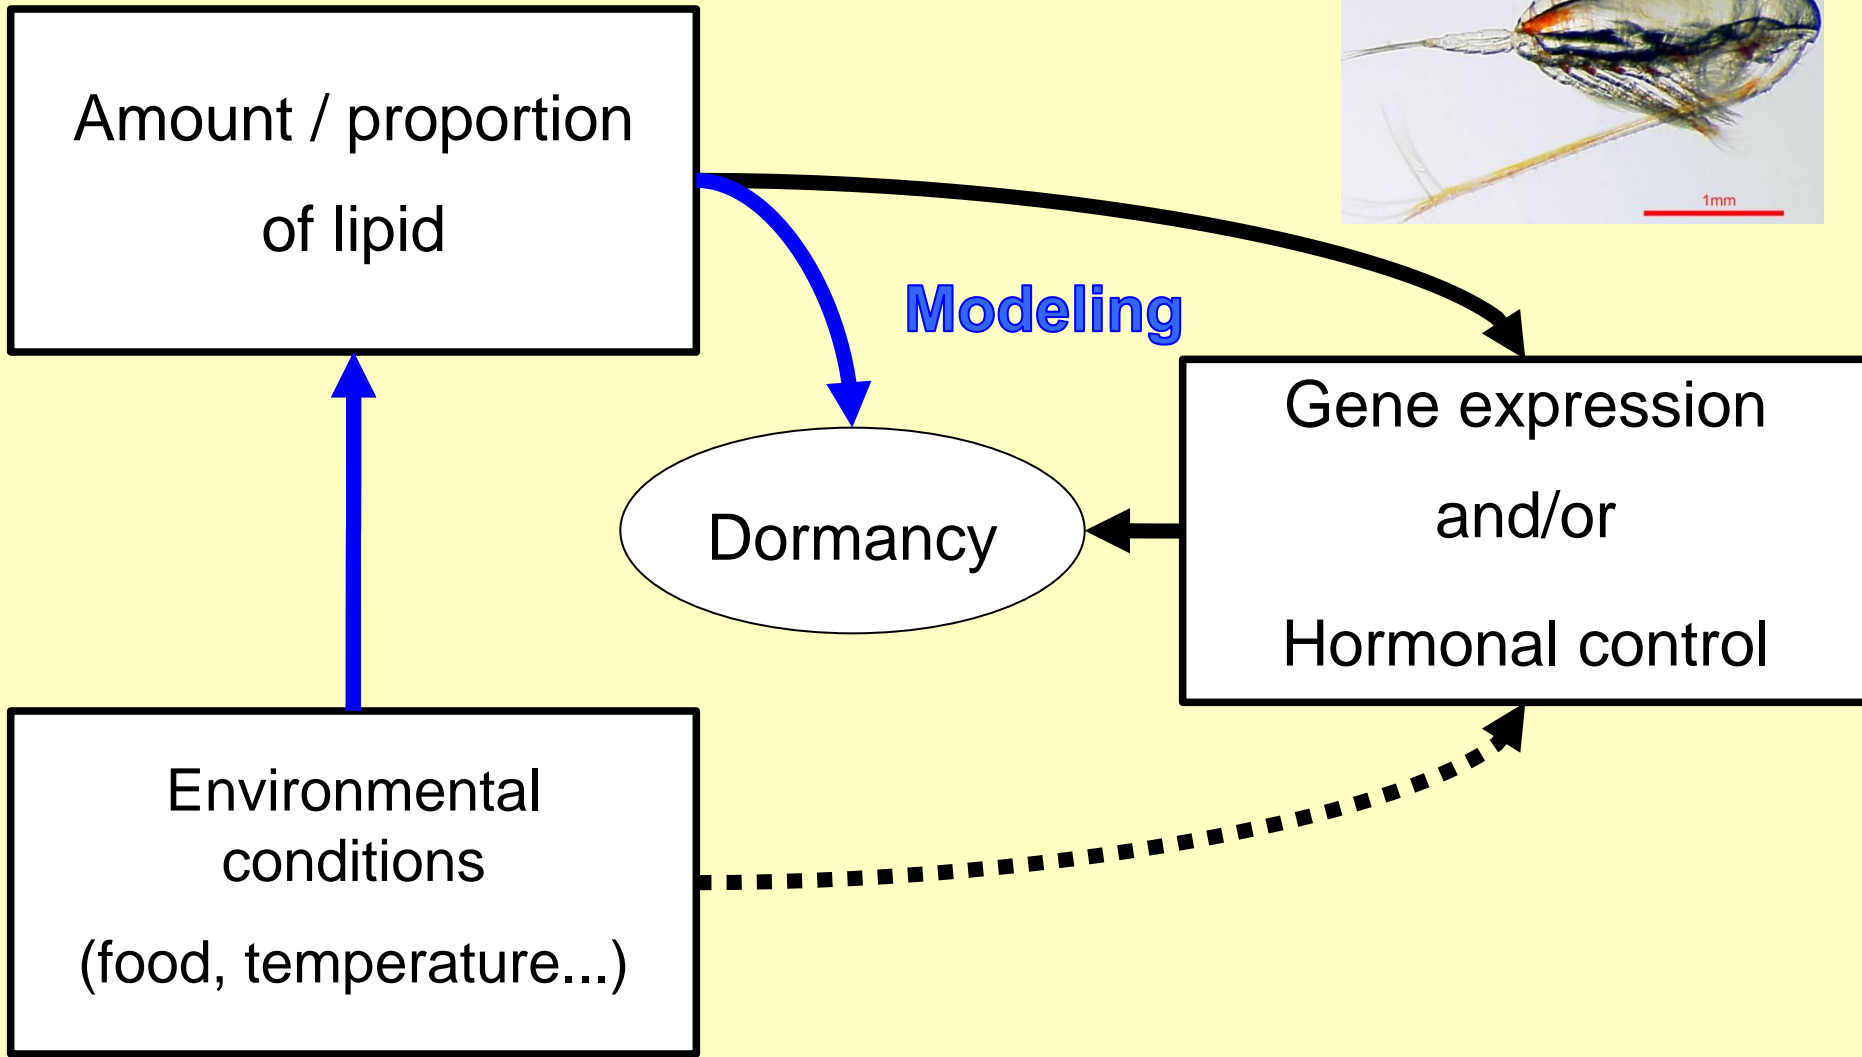 Amount / proportion
of lipid
1mm
Modeling
Gene expression
and/or
Hormonal control
Dormancy
Environmental
conditions
(food, temperature...)